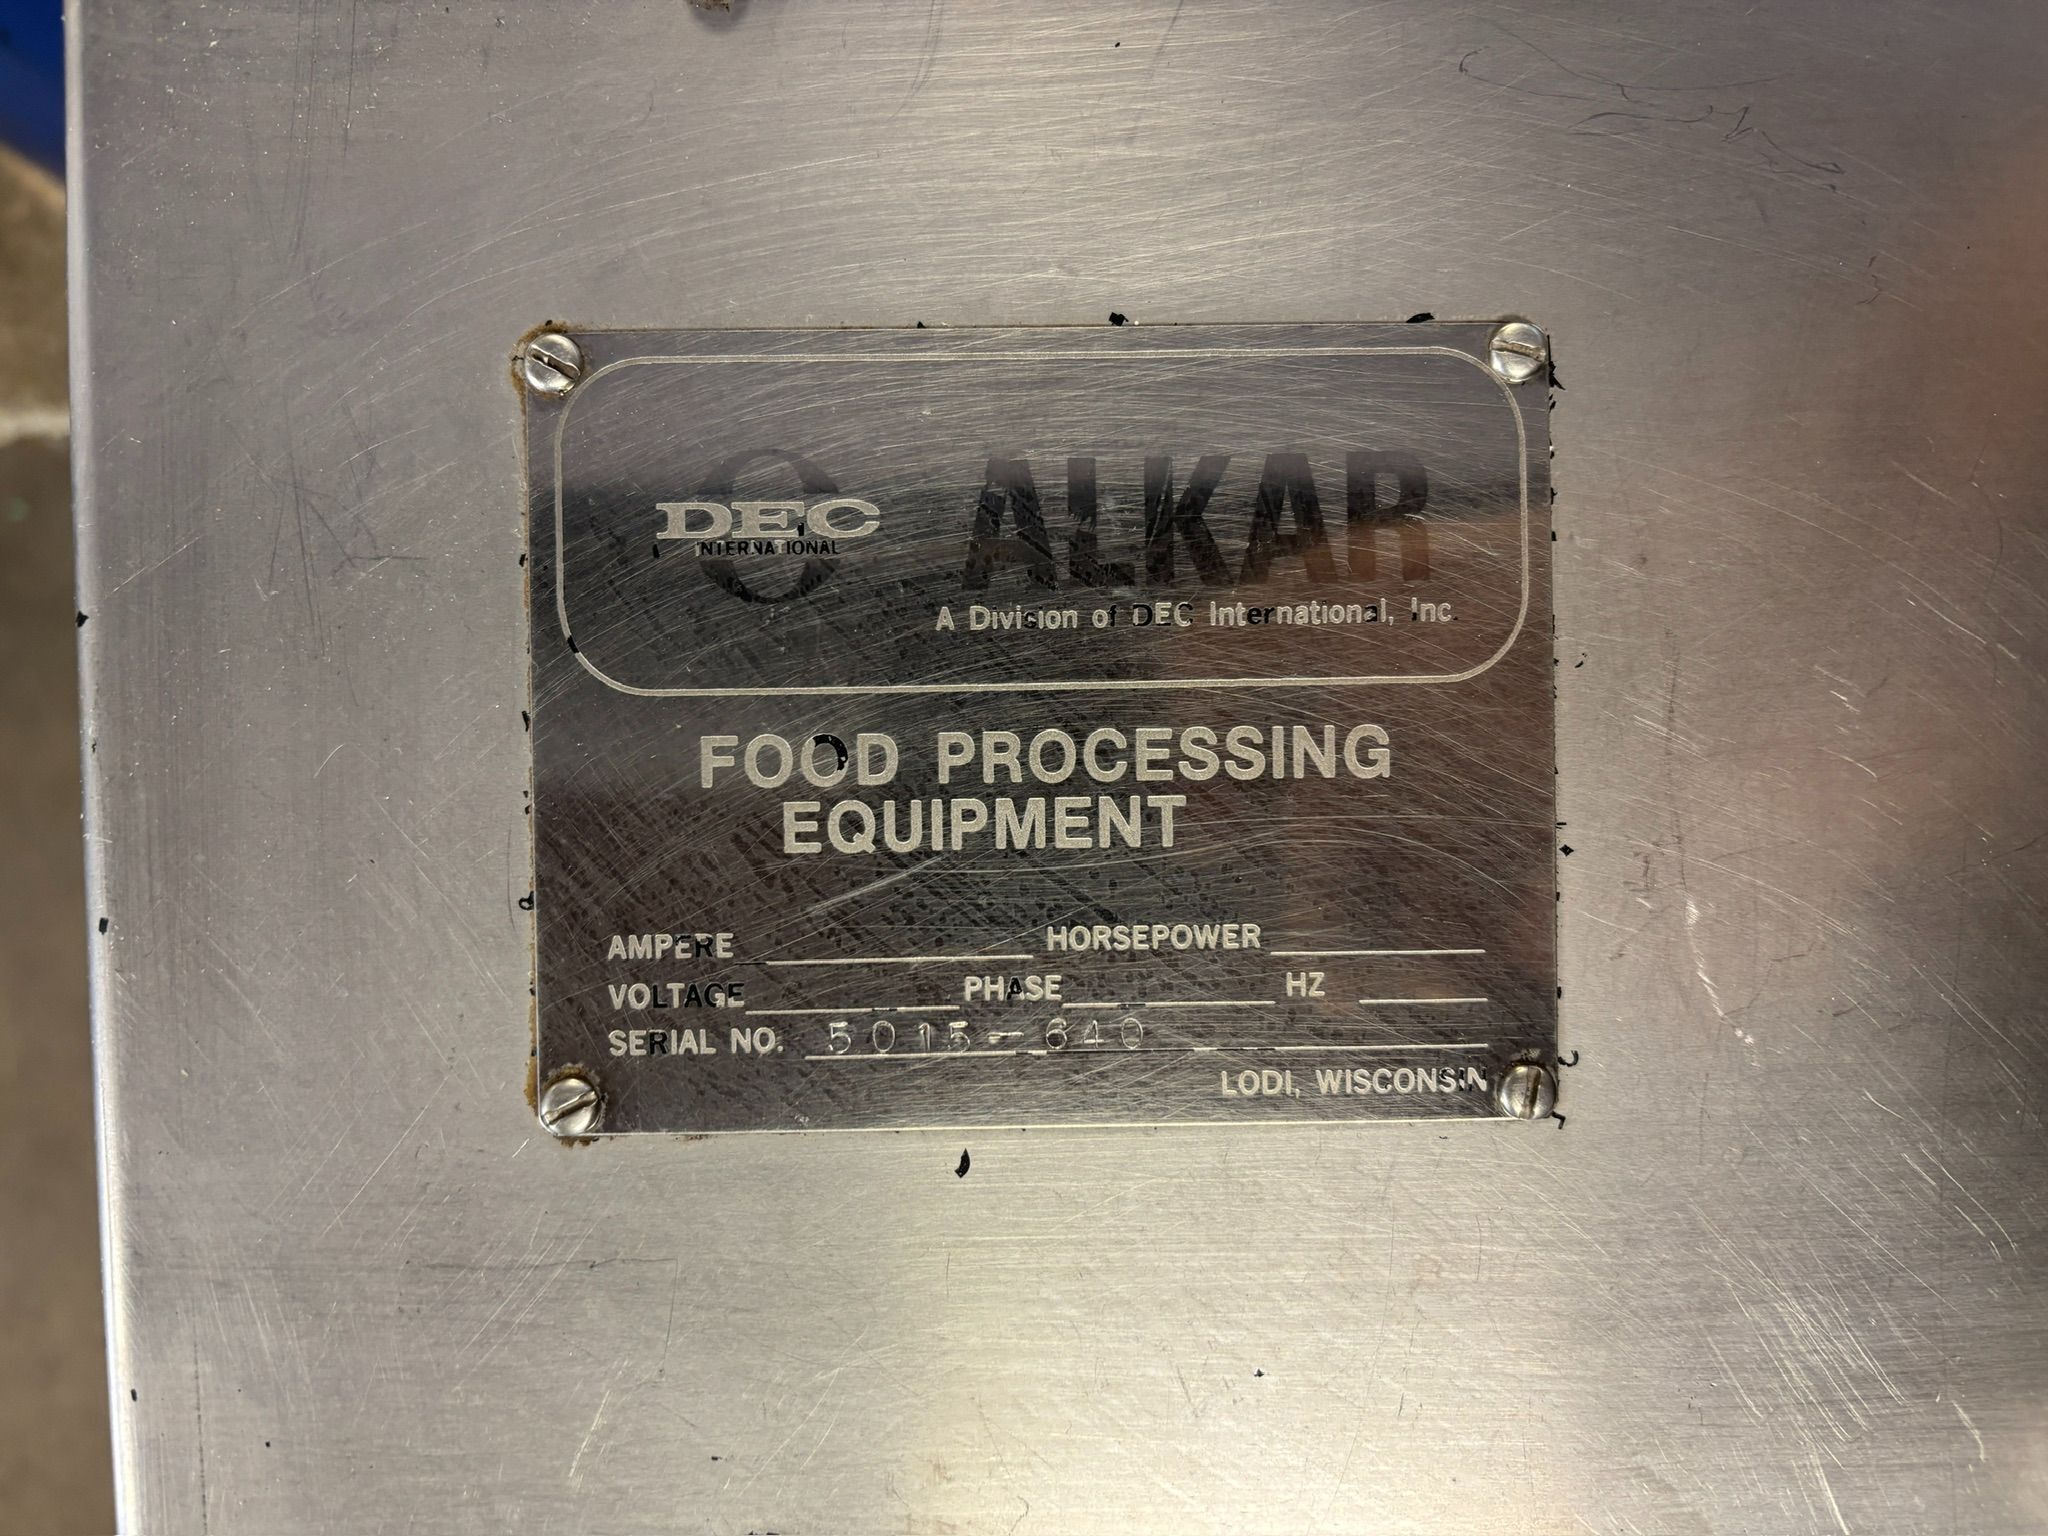 DEC ALKAR
INTERNATIONAL
A Division of DEC International, Inc.
FOOD PROCESSING
EQUIPMENT
AMPERE HORSEPOWER
VOLTAGE PHASE HZ
SERIAL NO. 5015-640
LODI, WISCONSIN